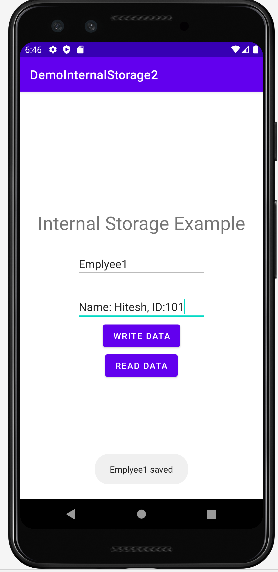 6:46
DemoInternalStorage2
Internal Storage Example
Emplyee1
Name: Hitesh, ID:101
WRITE DATA
READ DATA
Emplyee1 saved